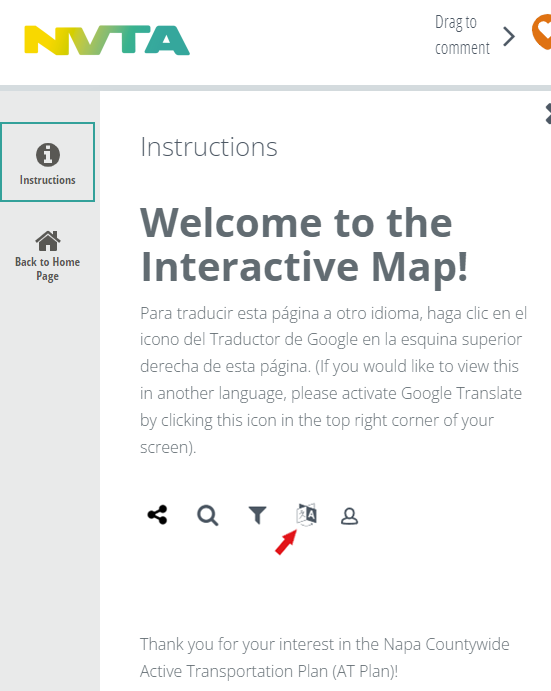 NVTA
Drag to
comment
Instructions
Back to Home
Page
Instructions
Welcome to the
Interactive Map!
Para traducir esta página a otro idioma, haga clic en el
icono del Traductor de Google en la esquina superior
derecha de esta página. (If you would like to view this
in another language, please activate Google Translate
by clicking this icon in the top right corner of your
screen).
Thank you for your interest in the Napa Countywide
Active Transportation Plan (AT Plan)!